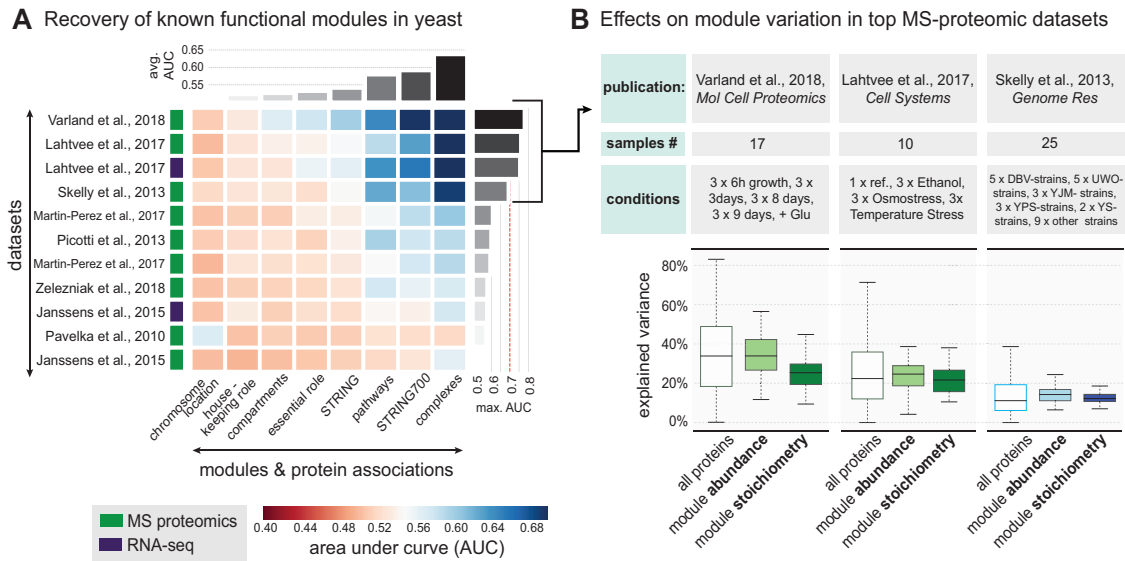 A Recovery of known functional modules in yeast
avg.
AUC
0.65
0.60
0.55
datasets
Varland et al., 2018
Lahtvee et al., 2017
Lahtvee et al., 2017
Skelly et al., 2013
Martin-Perez et al., 2017
Picotti et al., 2013
Martin-Perez et al., 2017
Zelezniak et al., 2018
Janssens et al., 2015
Pavelka et al., 2010
Janssens et al., 2015
chromosome
location
house -
keeping role
compartments
essential role
STRING
pathways
STRING700
complexes
0.5
0.6
0.7
0.8
max. AUC
modules & protein associations
MS proteomics
RNA-seq
0.40 0.44 0.48 0.52 0.56 0.60 0.64 0.68
area under curve (AUC)
B Effects on module variation in top MS-proteomic datasets
publication:
Varland et al., 2018,
Mol Cell Proteomics
Lahtvee et al., 2017,
Cell Systems
Skelly et al., 2013,
Genome Res
samples #
17
10
25
conditions
3 x 6h growth, 3 x
3days, 3 x 8 days,
3 x 9 days, + Glu
1 x ref., 3 x Ethanol,
3 x Osmostress, 3x
Temperature Stress
5 x DBV-strains, 5 x UWO-
strains, 3 x YJM- strains,
3 x YPS-strains, 2 x YS-
strains, 9 x other strains
explained variance
80%
60%
40%
20%
0%
all proteins
module abundance
module stoichiometry
all proteins
module abundance
module stoichiometry
all proteins
module abundance
module stoichiometry